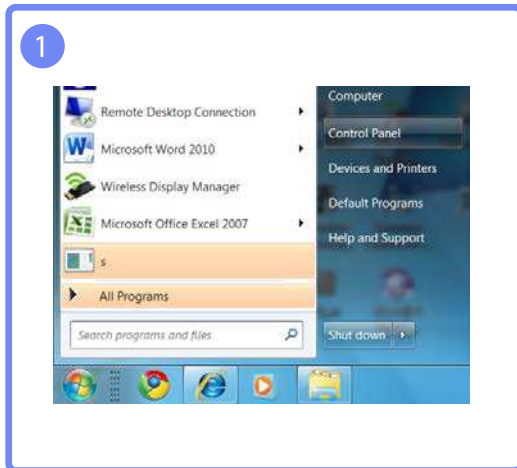 1
Remote Desktop Connection
Microsoft Word 2010
Wireless Display Manager
Microsoft Office Excel 2007
s
All Programs
Search programs and files
Computer
Control Panel
Devices and Printers
Default Programs
Help and Support
Shut down